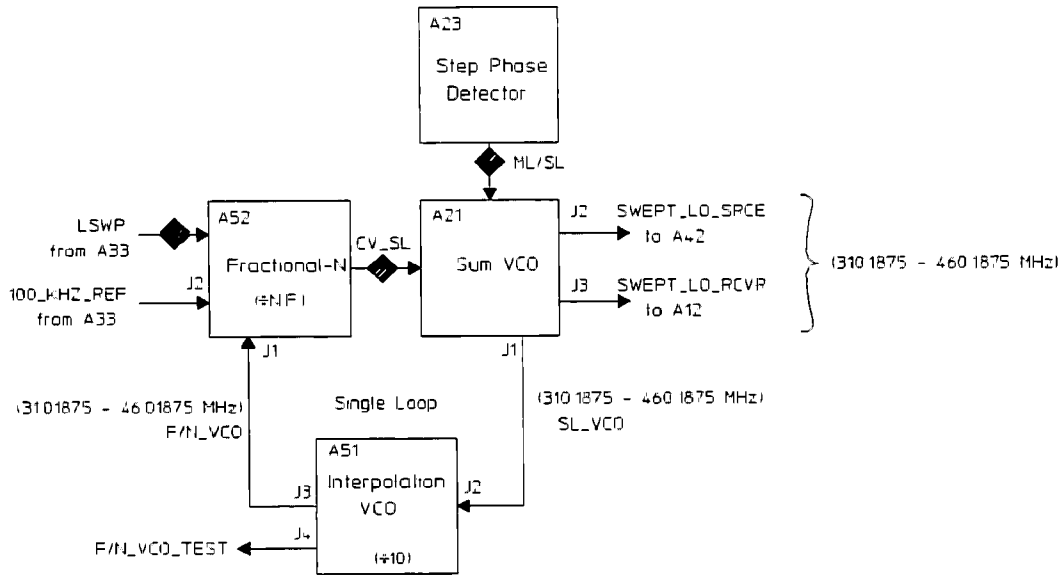 A23
Step Phase
Detector
ML/SL
LSWP
from A33
A52
Fractional-N
(÷N.F)
J2
100_KHZ_REF
from A33
J1
CV_SL
A21
Sum VCO
J2
SWEPT_LO_SRCE
to A42
J3
SWEPT_LO_RCVR
to A12
J1
(310.1875 - 460.1875 MHz)
(31.01875 - 46.01875 MHz)
F/N_VCO
Single Loop
(310.1875 - 460.1875 MHz)
SL_VCO
A51
Interpolation
VCO
(÷10)
J3
J2
J4
F/N_VCO_TEST